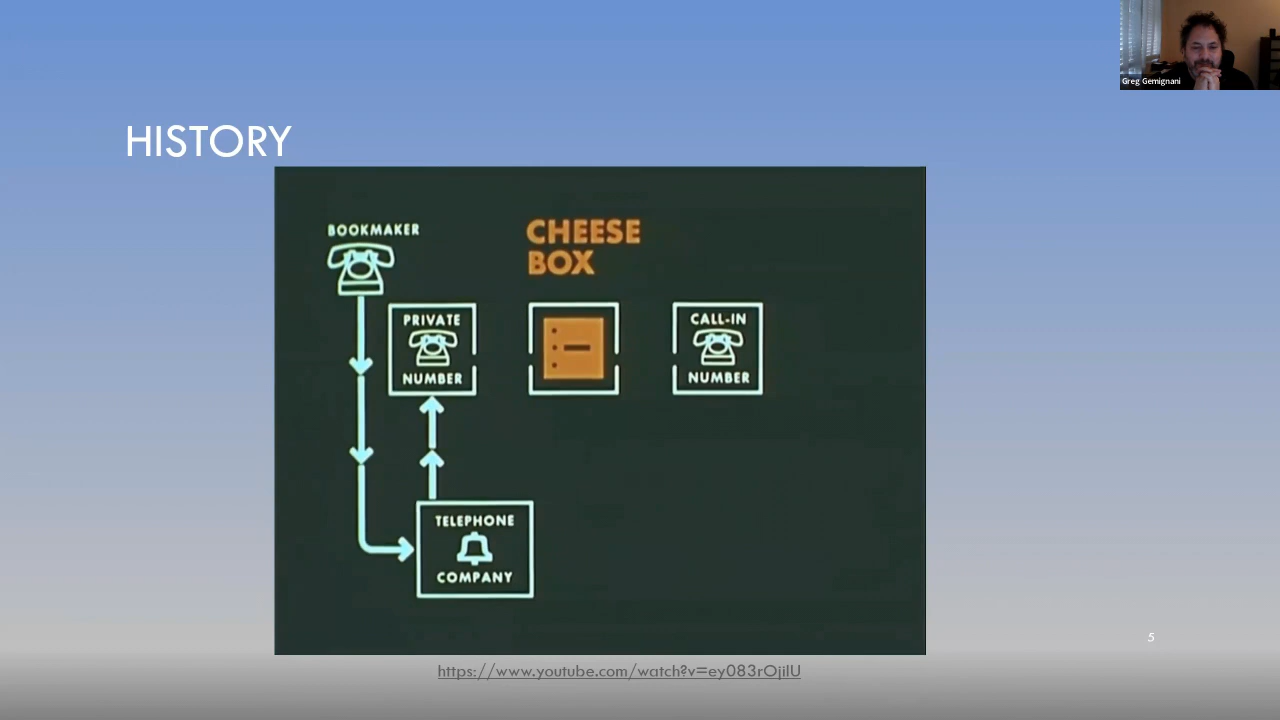 Greg Gemignani
HISTORY
BOOKMAKER
CHEESE
BOX
PRIVATE
NUMBER
CALL-IN
NUMBER
TELEPHONE
COMPANY
5
https://www.youtube.com/watch?v=ey083rOjilU